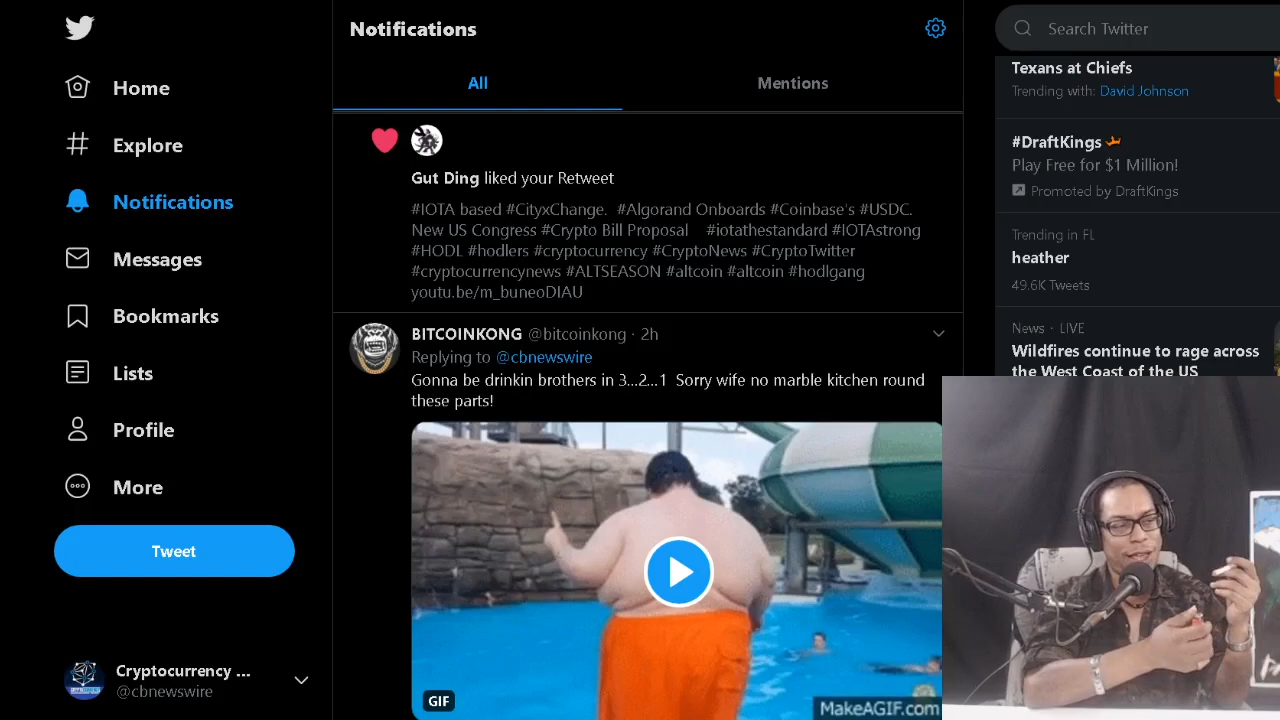 Home
Explore
Notifications
Messages
Bookmarks
Lists
Profile
More
Tweet
Cryptocurrency ...
@cbnewswire
Notifications
All
Mentions
Gut Ding liked your Retweet
#IOTA based #CityxChange. #Algorand Onboards #Coinbase's #USDC.
New US Congress #Crypto Bill Proposal #iotathestandard #IOTAstrong
#HODL #hodlers #cryptocurrency #CryptoNews #CryptoTwitter
#cryptocurrencynews #ALTSEASON #altcoin #altcoin #hodlgang
youtu.be/m_buneoDIAU
BITCOINKONG @bitcoinkong · 2h
Replying to @cbnewswire
Gonna be drinkin brothers in 3...2...1 Sorry wife no marble kitchen round
these parts!
GIF
MakeAGIF.com
Search Twitter
Texans at Chiefs
Trending with: David Johnson
#DraftKings
Play Free for $1 Million!
Promoted by DraftKings
Trending in FL
heather
49.6K Tweets
News · LIVE
Wildfires continue to rage across
the West Coast of the US